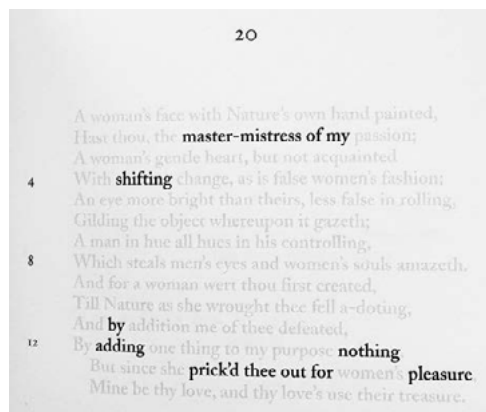 20
A woman's face with Nature's own hand painted,
Hast thou, the master-mistress of my passion;
A woman's gentle heart, but not acquainted
4 With shifting change, as is false women's fashion;
An eye more bright than theirs, less false in rolling,
Gilding the object whereupon it gazeth;
A man in hue all hues in his controlling,
8 Which steals men's eyes and women's souls amazeth.
And for a woman wert thou first created,
Till Nature as she wrought thee fell a-doting,
And by addition me of thee defeated,
12 By adding one thing to my purpose nothing.
But since she prick'd thee out for women's pleasure,
Mine be thy love, and thy love's use their treasure.